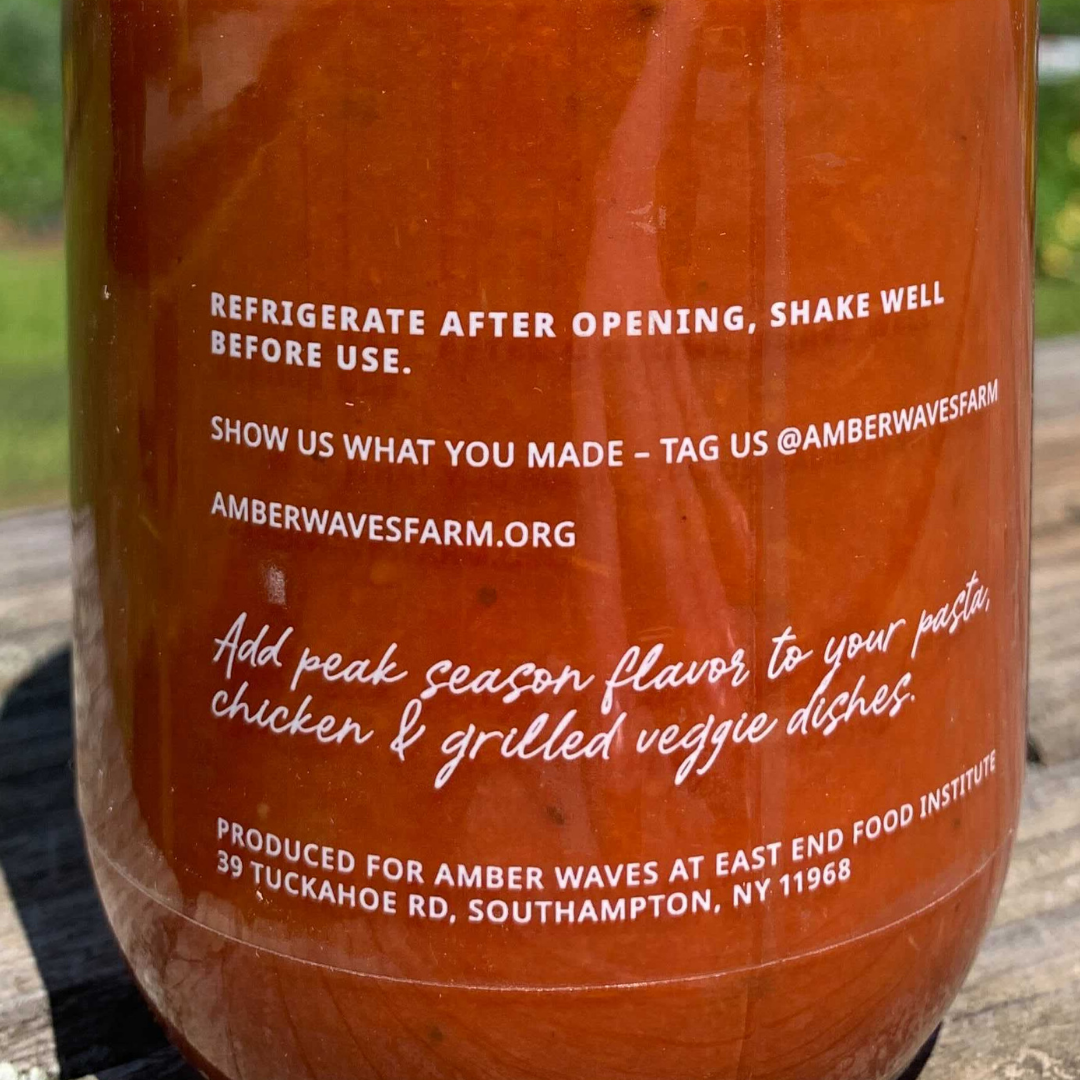 REFRIGERATE AFTER OPENING, SHAKE WELL
BEFORE USE.
SHOW US WHAT YOU MADE – TAG US @AMBERWAVESFARM
AMBERWAVESFARM.ORG
Add peak season flavor to your pasta,
chicken & grilled veggie dishes.
PRODUCED FOR AMBER WAVES AT EAST END FOOD INSTITUTE
39 TUCKAHOE RD, SOUTHAMPTON, NY 11968